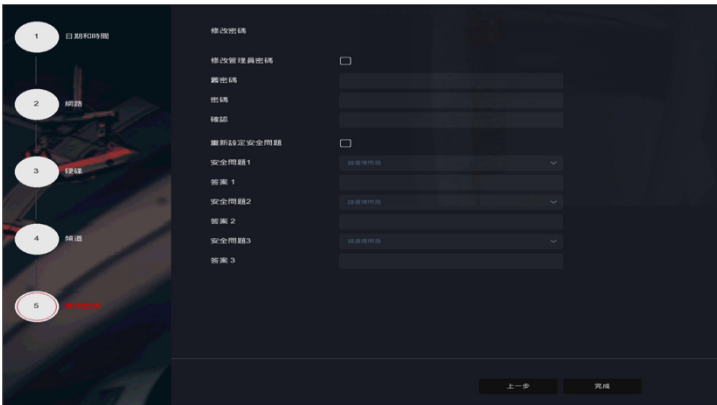 1 日期和時間
2 網路
3 硬碟
4 頻道
5
修改密碼
修改管理員密碼
舊密碼
密碼
確認
重新設定安全問題
安全問題1
答案 1
安全問題2
答案 2
安全問題3
答案 3
上一步 完成